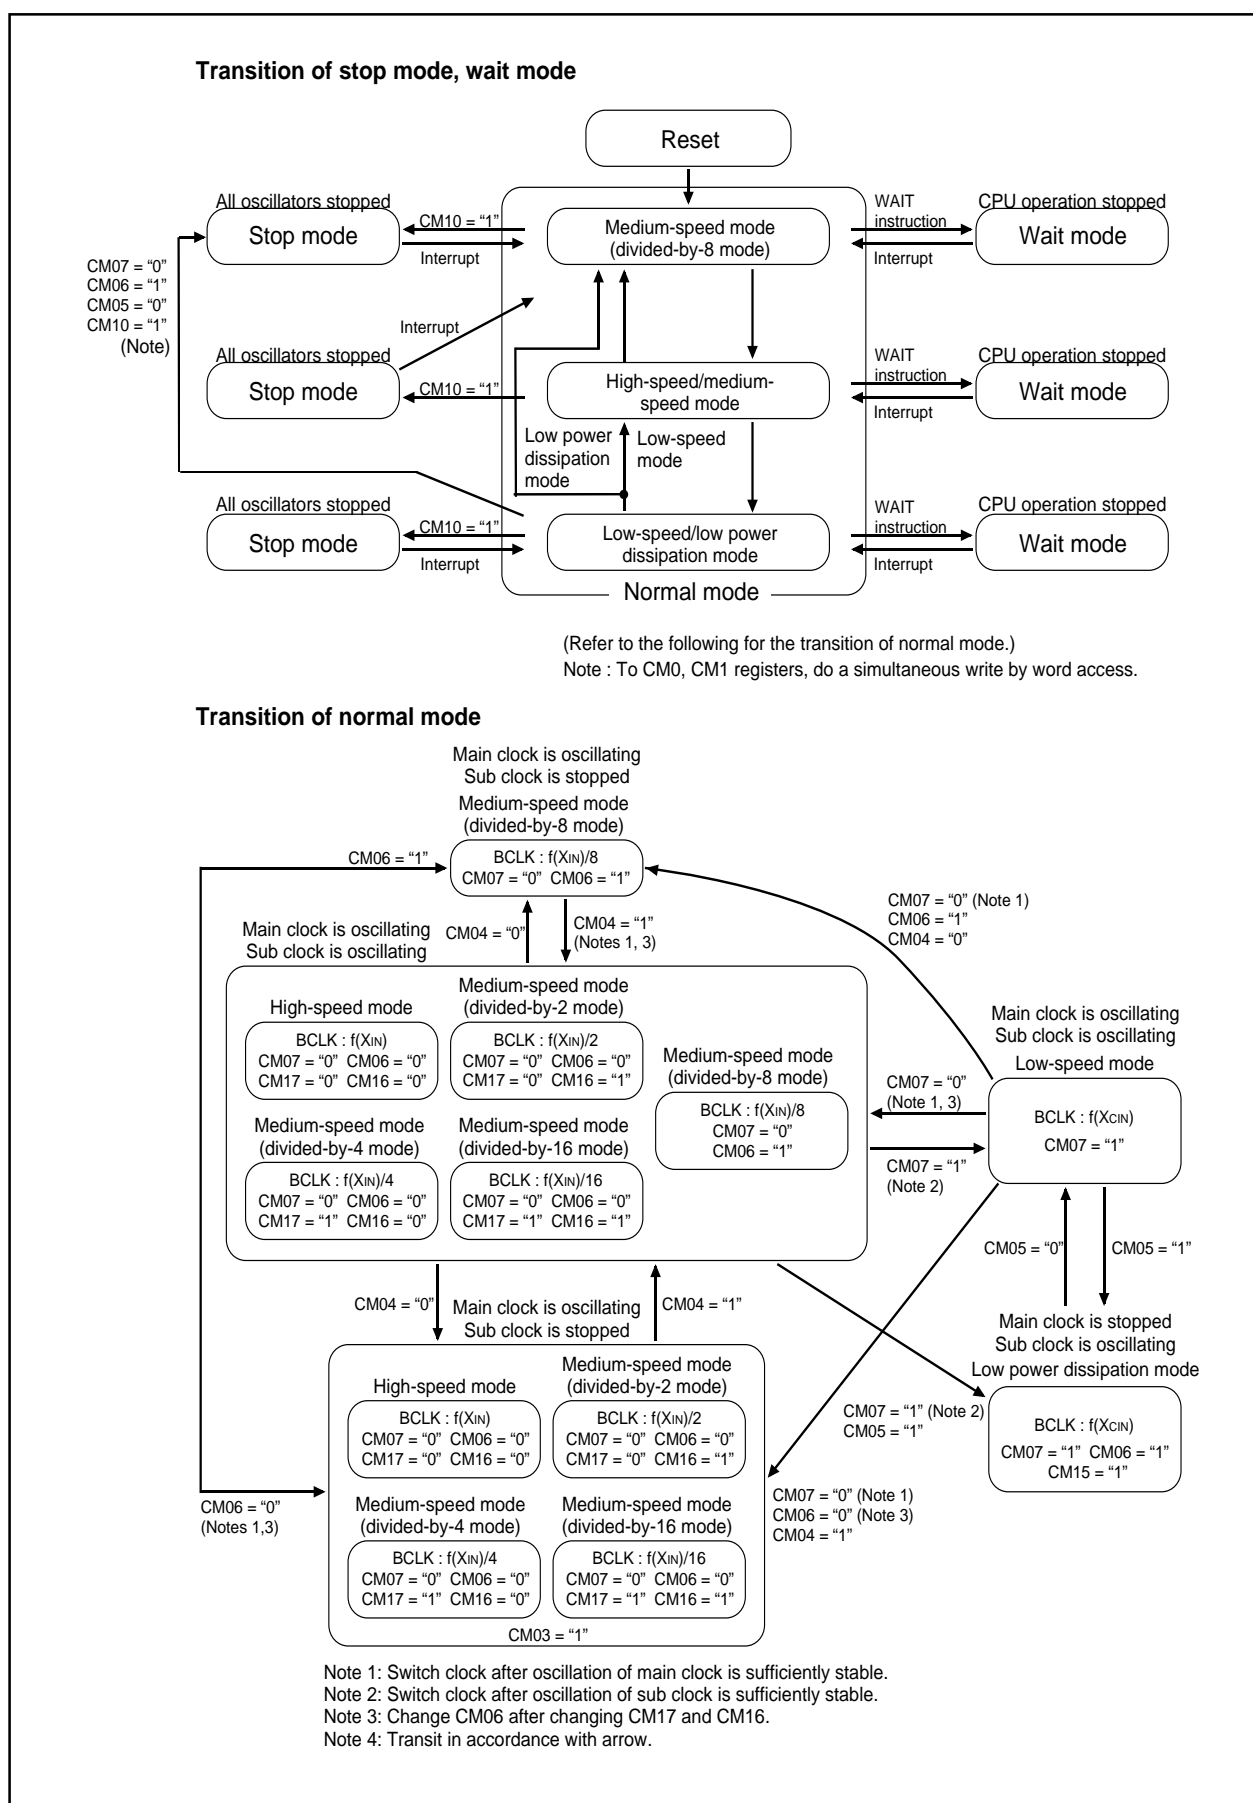 Transition of stop mode, wait mode
Reset
All oscillators stopped
Stop mode
CM10 = “1”
Interrupt
Medium-speed mode
(divided-by-8 mode)
WAIT
instruction
Interrupt
CPU operation stopped
Wait mode
CM07 = “0”
CM06 = “1”
CM05 = “0”
CM10 = “1”
(Note)
Interrupt
All oscillators stopped
Stop mode
CM10 = “1”
High-speed/medium-
speed mode
WAIT
instruction
Interrupt
CPU operation stopped
Wait mode
Low power
dissipation
mode
Low-speed
mode
All oscillators stopped
Stop mode
CM10 = “1”
Interrupt
Low-speed/low power
dissipation mode
WAIT
instruction
Interrupt
CPU operation stopped
Wait mode
Normal mode
(Refer to the following for the transition of normal mode.)
Note : To CM0, CM1 registers, do a simultaneous write by word access.
Transition of normal mode
Main clock is oscillating
Sub clock is stopped
Medium-speed mode
(divided-by-8 mode)
CM06 = “1”
BCLK : f(XIN)/8
CM07 = “0” CM06 = “1”
CM07 = “0” (Note 1)
CM06 = “1”
CM04 = “0”
Main clock is oscillating
Sub clock is oscillating
CM04 = “0”
CM04 = “1”
(Notes 1, 3)
High-speed mode
BCLK : f(XIN)
CM07 = “0” CM06 = “0”
CM17 = “0” CM16 = “0”
Medium-speed mode
(divided-by-2 mode)
BCLK : f(XIN)/2
CM07 = “0” CM06 = “0”
CM17 = “0” CM16 = “1”
Medium-speed mode
(divided-by-8 mode)
BCLK : f(XIN)/8
CM07 = “0”
CM06 = “1”
Medium-speed mode
(divided-by-4 mode)
BCLK : f(XIN)/4
CM07 = “0” CM06 = “0”
CM17 = “1” CM16 = “0”
Medium-speed mode
(divided-by-16 mode)
BCLK : f(XIN)/16
CM07 = “0” CM06 = “0”
CM17 = “1” CM16 = “1”
CM07 = “0”
(Note 1, 3)
CM07 = “1”
(Note 2)
Main clock is oscillating
Sub clock is oscillating
Low-speed mode
BCLK : f(XCIN)
CM07 = “1”
CM05 = “0”
CM05 = “1”
CM04 = “0”
Main clock is oscillating
Sub clock is stopped
CM04 = “1”
Main clock is stopped
Sub clock is oscillating
Low power dissipation mode
BCLK : f(XCIN)
CM07 = “1” CM06 = “1”
CM15 = “1”
CM07 = “1” (Note 2)
CM05 = “1”
High-speed mode
BCLK : f(XIN)
CM07 = “0” CM06 = “0”
CM17 = “0” CM16 = “0”
Medium-speed mode
(divided-by-2 mode)
BCLK : f(XIN)/2
CM07 = “0” CM06 = “0”
CM17 = “0” CM16 = “1”
CM06 = “0”
(Notes 1,3)
Medium-speed mode
(divided-by-4 mode)
BCLK : f(XIN)/4
CM07 = “0” CM06 = “0”
CM17 = “1” CM16 = “0”
Medium-speed mode
(divided-by-16 mode)
BCLK : f(XIN)/16
CM07 = “0” CM06 = “0”
CM17 = “1” CM16 = “1”
CM07 = “0” (Note 1)
CM06 = “0” (Note 3)
CM04 = “1”
CM03 = “1”
Note 1: Switch clock after oscillation of main clock is sufficiently stable.
Note 2: Switch clock after oscillation of sub clock is sufficiently stable.
Note 3: Change CM06 after changing CM17 and CM16.
Note 4: Transit in accordance with arrow.